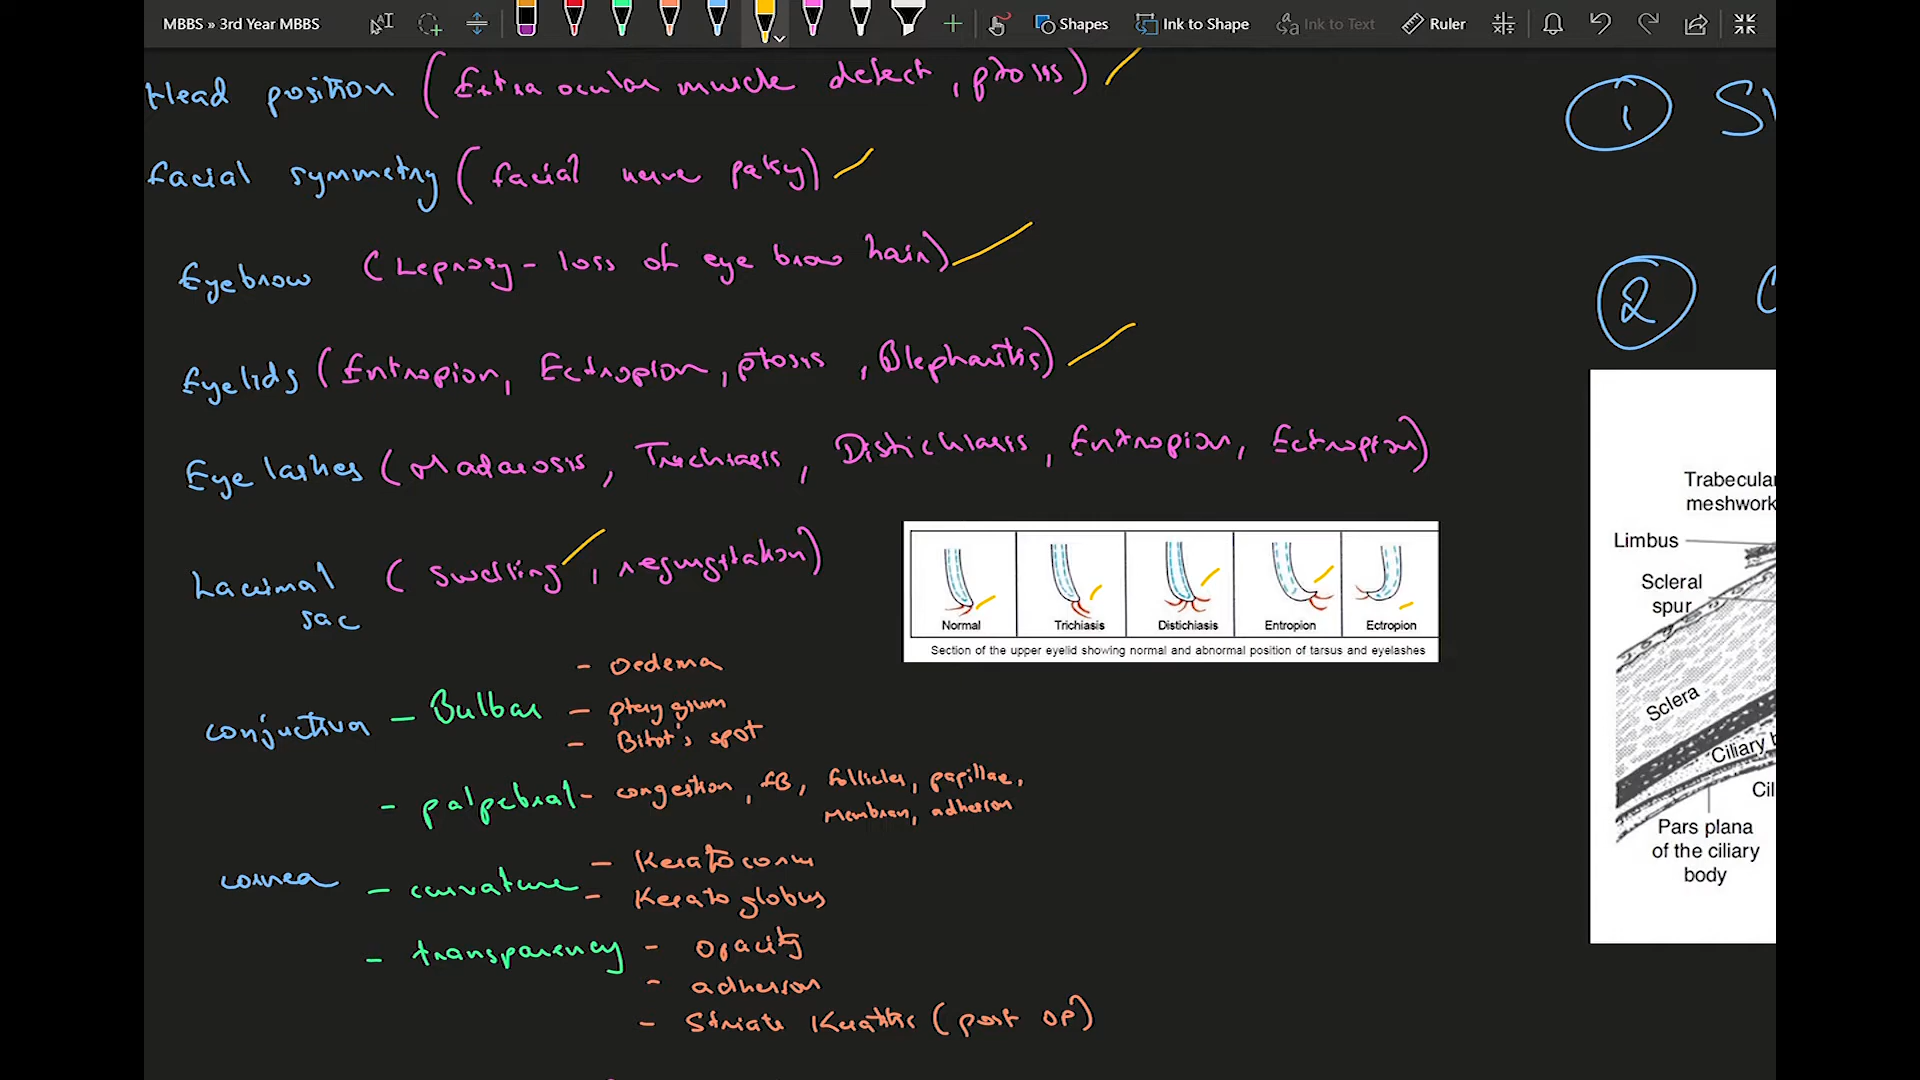 MBBS » 3rd Year MBBS
Shapes Ink to Shape Ink to Text Ruler
Head position (Extra ocular muscle defect, ptosis)
facial symmetry (facial nerve palsy)
Eyebrow (Leprosy - loss of eye brow hair)
Eyelids (Entropion, Ectropion, ptosis, Blepharitis)
Eye lashes (Madarosis, Trichiasis, Distichiasis, Entropion, Ectropion)
Lacrimal sac (Swelling, regurgitation)
Normal Trichiasis Distichiasis Entropion Ectropion
Section of the upper eyelid showing normal and abnormal position of tarsus and eyelashes
conjuctiva - Bulbar - Oedema
- pterygium
- Bitot's spot
- palpebral - congestion, FB, follicles, papillae,
Membran, adhesion
cornea - curvature - Keratoconus
- Kerato globus
- transparency - Opacity
- adhesion
- Striate Keratitis (post OP)
1 S
2
Trabecular
meshwork
Limbus
Scleral
spur
Sclera
Ciliary b
Cil
Pars plana
of the ciliary
body